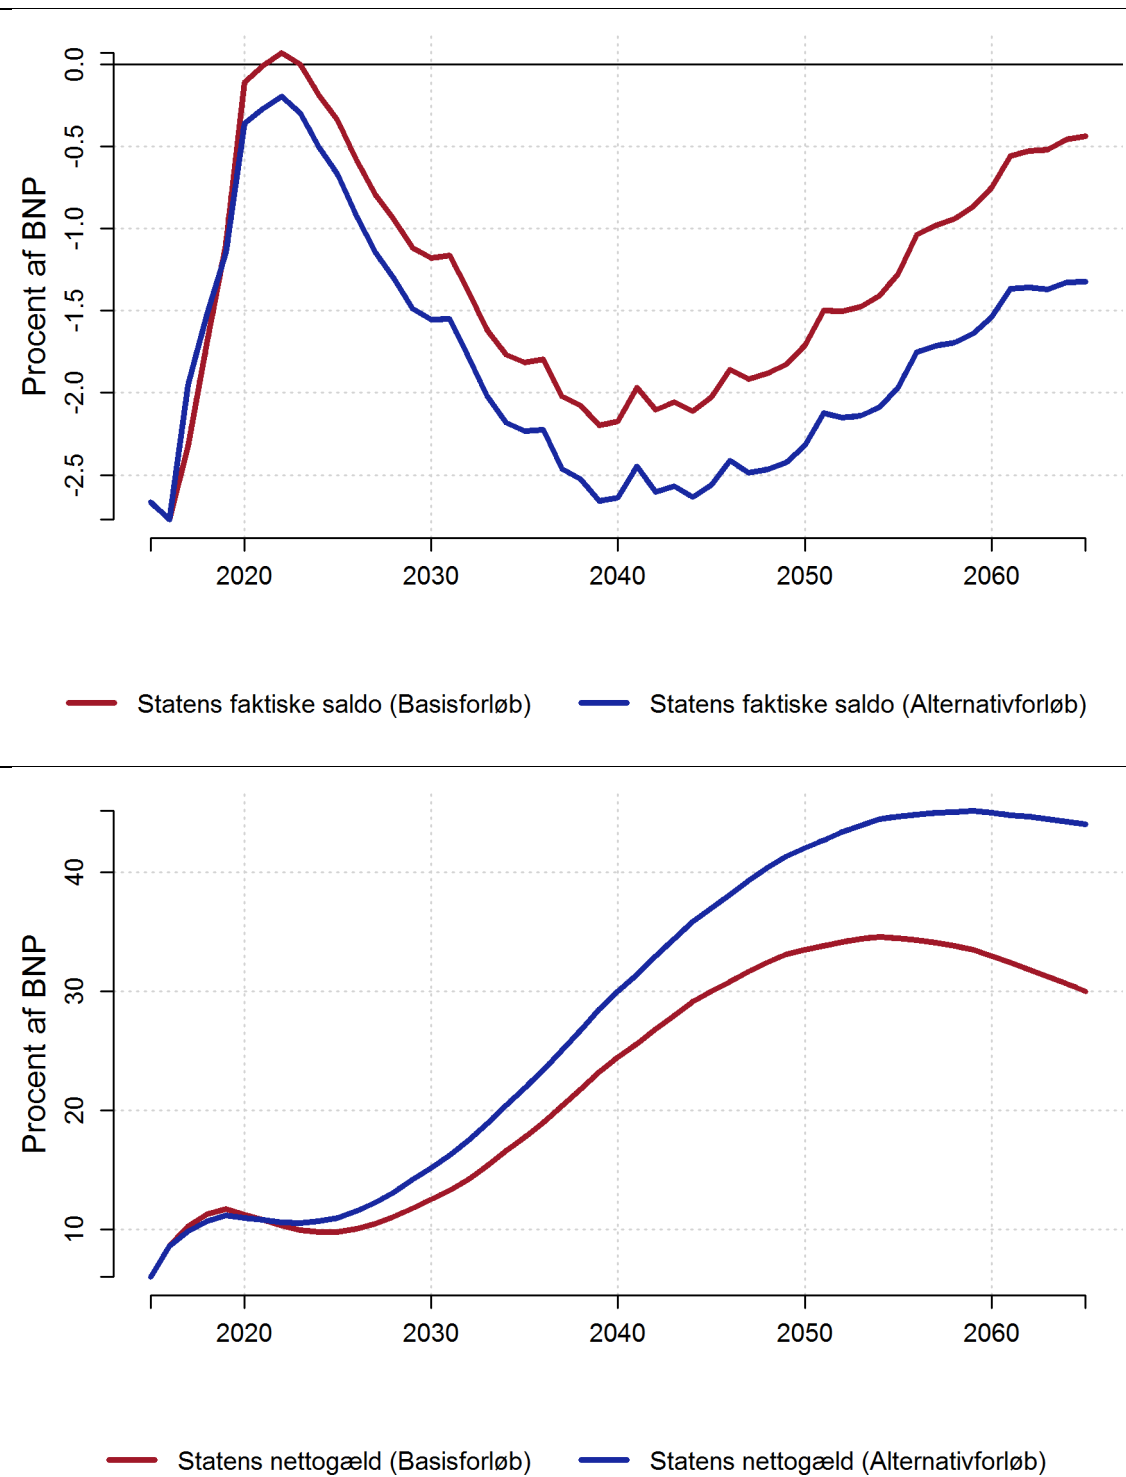 Procent af BNP
0.0
-0.5
-1.0
-1.5
-2.0
-2.5
2020 2030 2040 2050 2060
Statens faktiske saldo (Basisforløb) Statens faktiske saldo (Alternativforløb)
Procent af BNP
40
30
20
10
2020 2030 2040 2050 2060
Statens nettogæld (Basisforløb) Statens nettogæld (Alternativforløb)